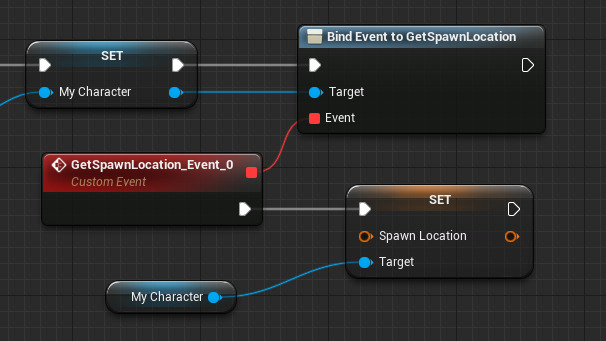 SET
My Character
Bind Event to GetSpawnLocation
Target
Event
GetSpawnLocation_Event_0
Custom Event
SET
Spawn Location
Target
My Character